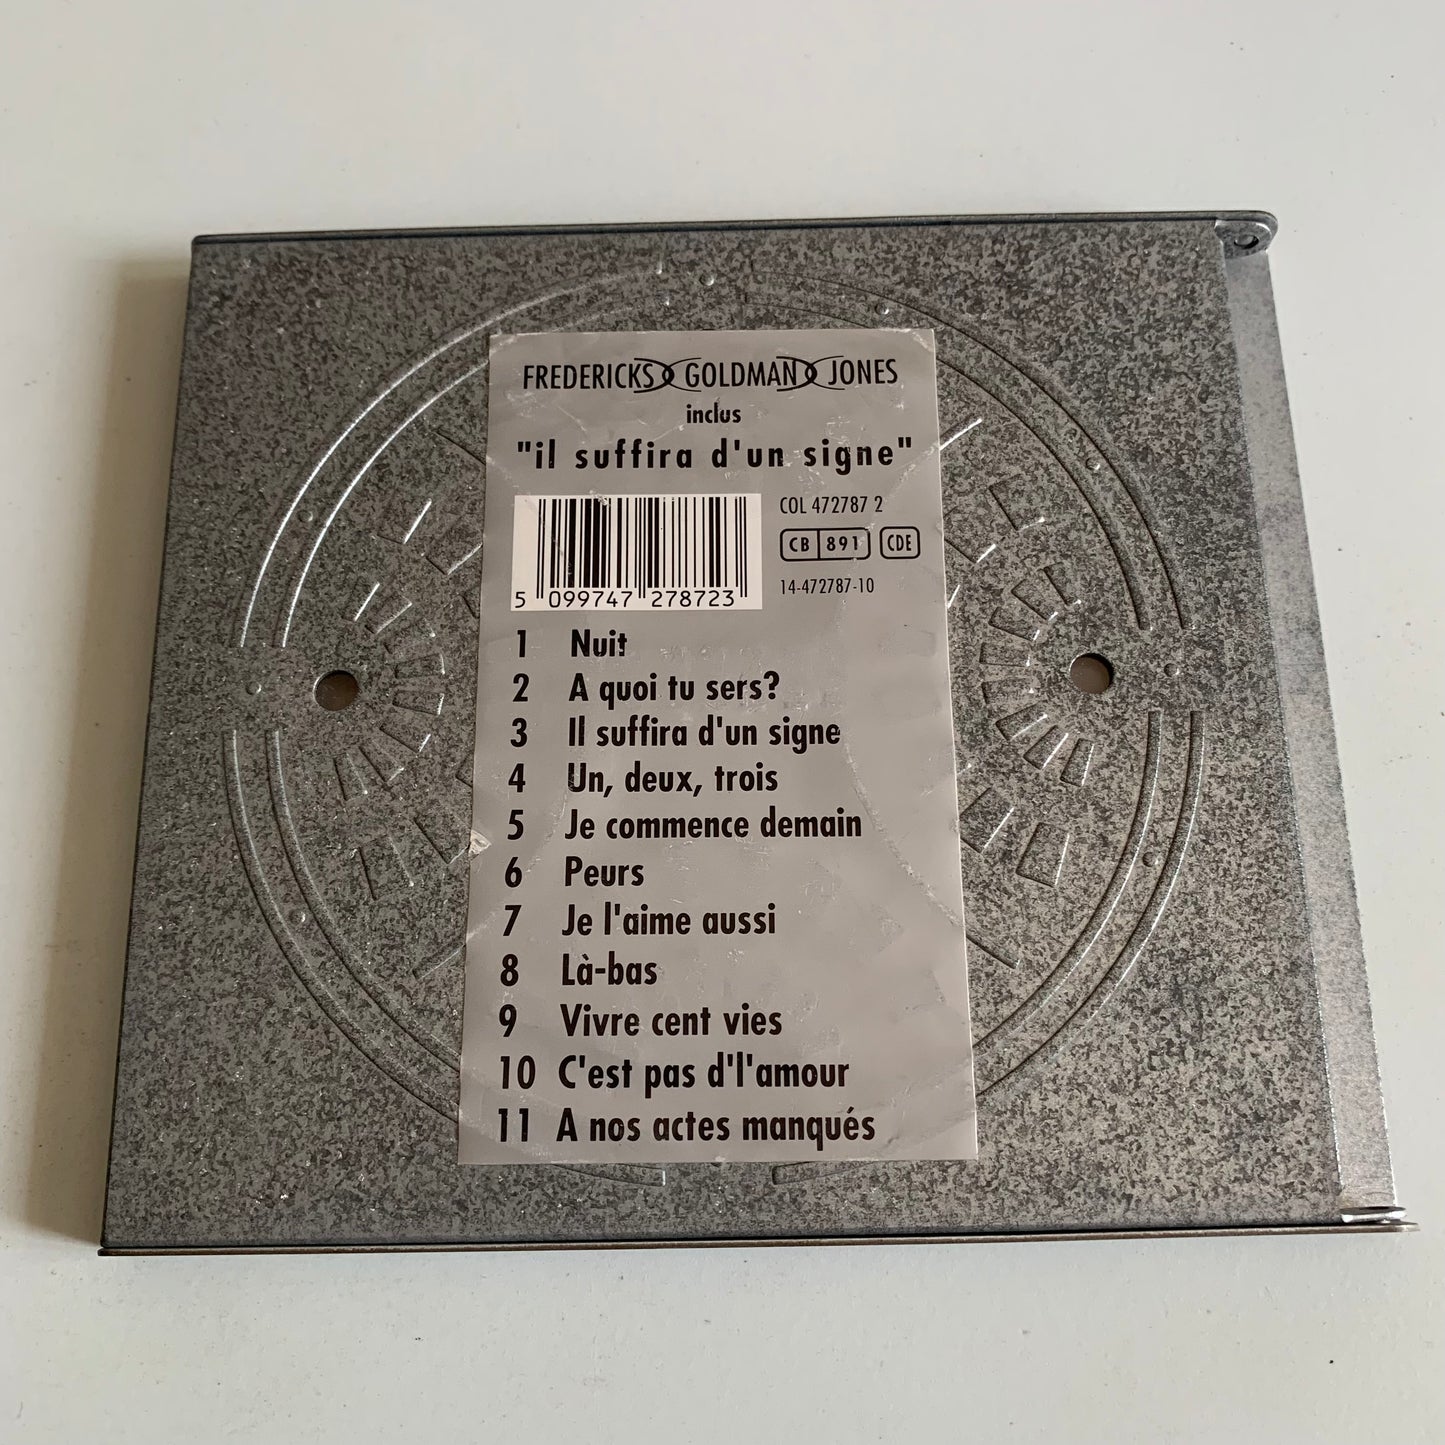 FREDERICKS GOLDMAN JONES
inclus
"il suffira d'un signe"
COL 472787 2
CB 891 CDE
14-472787-10
5 099747 278723
1 Nuit
2 A quoi tu sers?
3 Il suffira d'un signe
4 Un, deux, trois
5 Je commence demain
6 Peurs
7 Je l'aime aussi
8 Là-bas
9 Vivre cent vies
10 C'est pas d'l'amour
11 A nos actes manqués